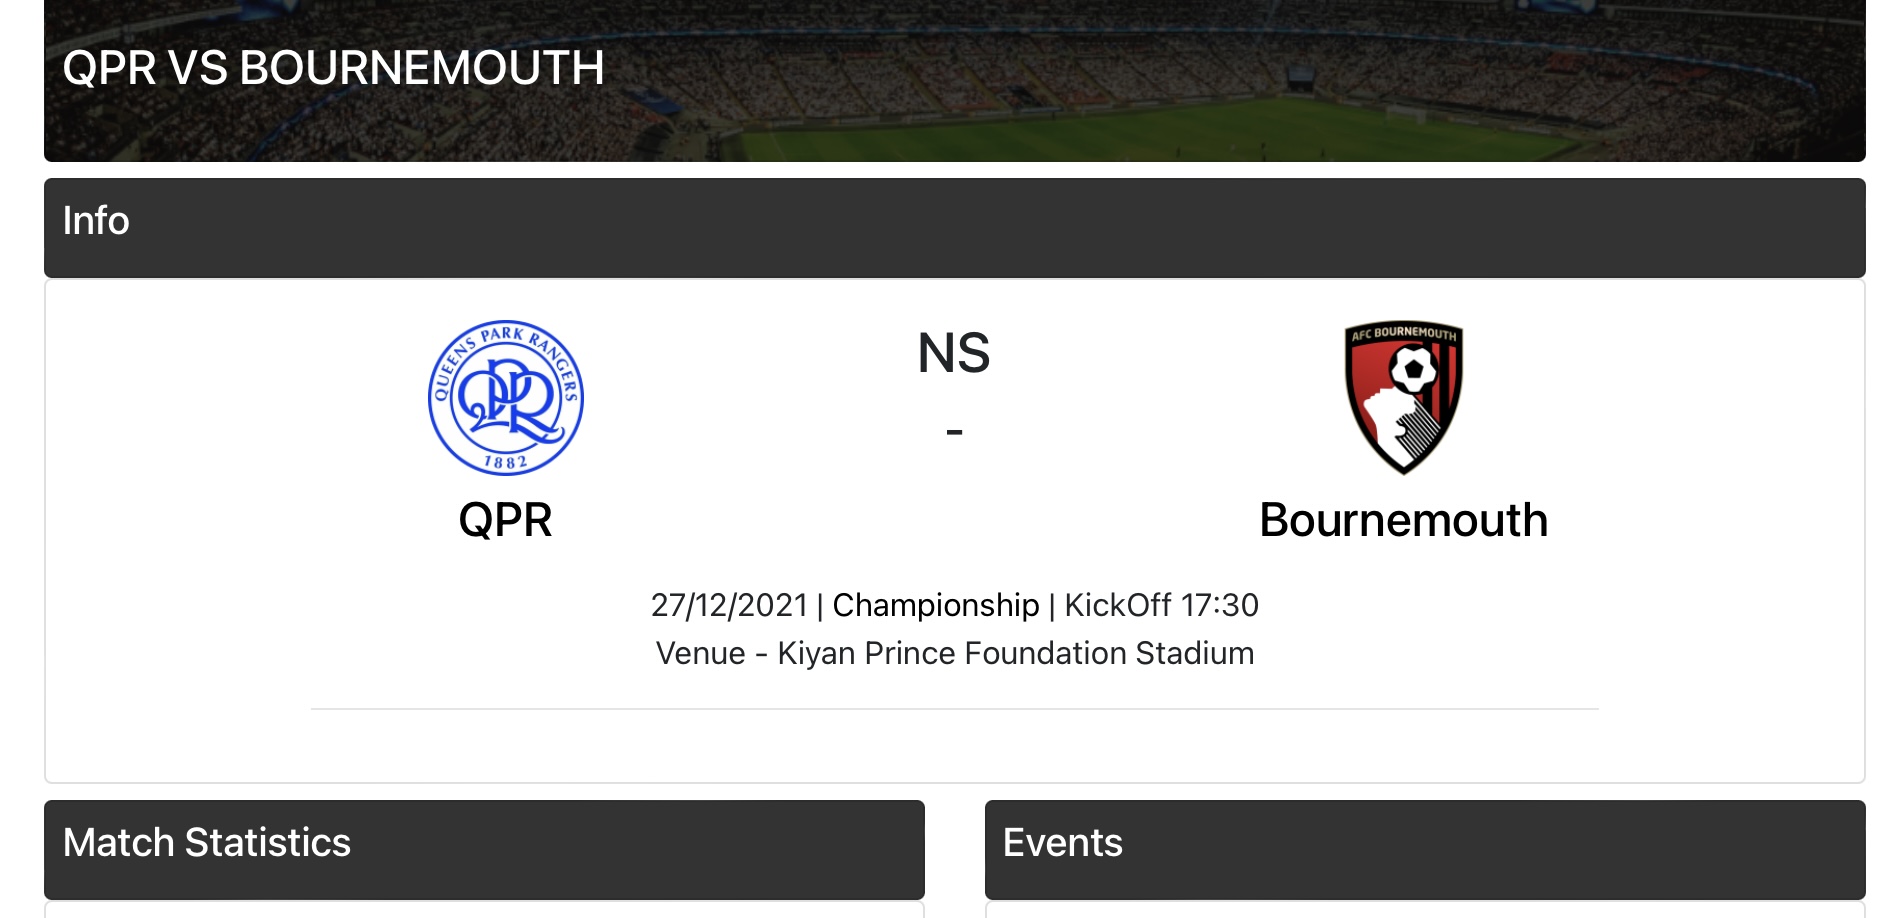 QPR VS BOURNEMOUTH
Info
QUEENS PARK RANGERS
QPR
1882
NS
-
AFC BOURNEMOUTH
QPR
Bournemouth
27/12/2021 | Championship | KickOff 17:30
Venue - Kiyan Prince Foundation Stadium
Match Statistics
Events